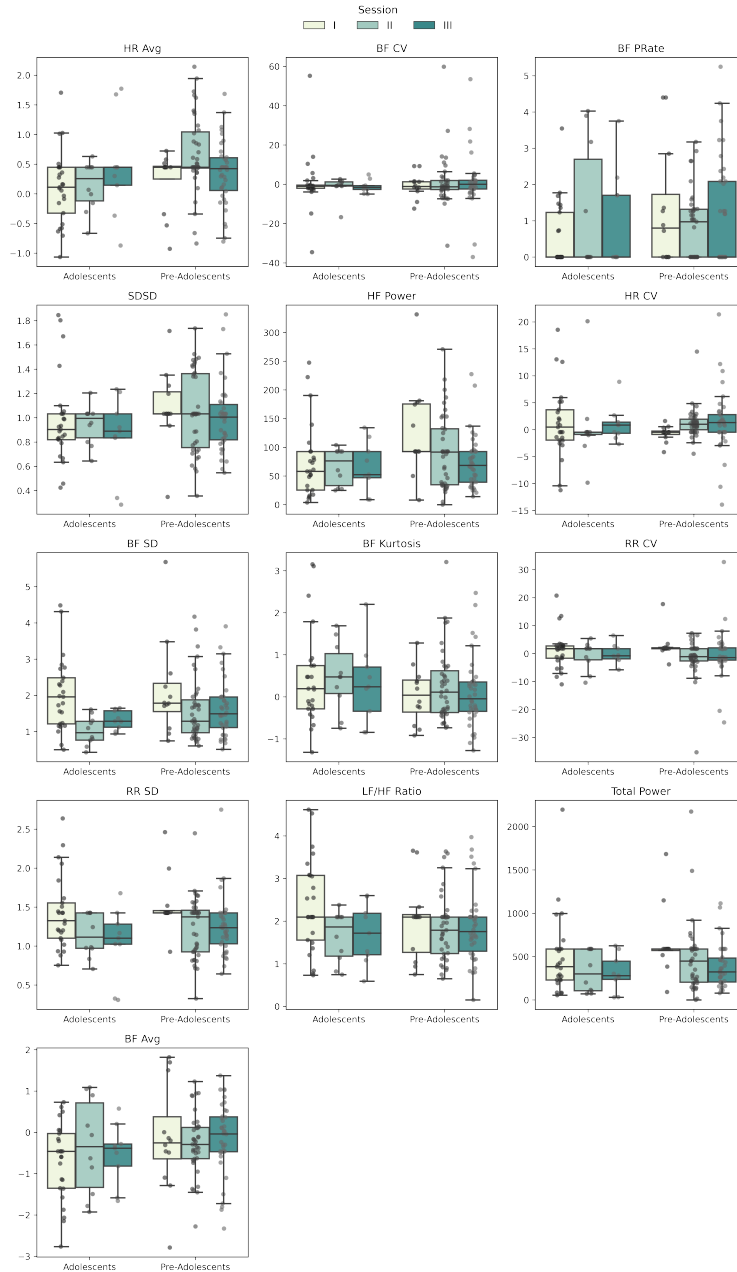 Session
I II III
HR Avg
2.0
1.5
1.0
0.5
0.0
−0.5
−1.0
Adolescents Pre-Adolescents
BF CV
60
40
20
0
−20
−40
Adolescents Pre-Adolescents
BF PRate
5
4
3
2
1
0
Adolescents Pre-Adolescents
SDSD
1.8
1.6
1.4
1.2
1.0
0.8
0.6
0.4
Adolescents Pre-Adolescents
HF Power
300
250
200
150
100
50
0
Adolescents Pre-Adolescents
HR CV
20
15
10
5
0
−5
−10
−15
Adolescents Pre-Adolescents
BF SD
5
4
3
2
1
Adolescents Pre-Adolescents
BF Kurtosis
3
2
1
0
−1
Adolescents Pre-Adolescents
RR CV
30
20
10
0
−10
−20
−30
Adolescents Pre-Adolescents
RR SD
2.5
2.0
1.5
1.0
0.5
Adolescents Pre-Adolescents
LF/HF Ratio
4
3
2
1
0
Adolescents Pre-Adolescents
Total Power
2000
1500
1000
500
0
Adolescents Pre-Adolescents
BF Avg
2
1
0
−1
−2
−3
Adolescents Pre-Adolescents